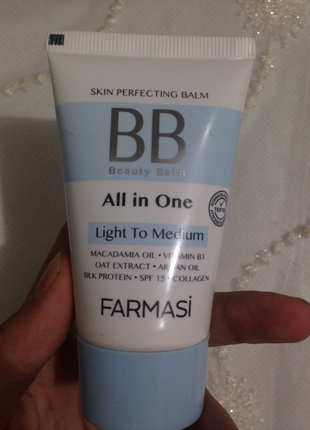 SKIN PERFECTING BALM
BB
Beauty Balm
All in One
TESTED
Light To Medium
MACADAMIA OIL • VITAMIN B3
OAT EXTRACT • ARGAN OIL
SILK PROTEIN • SPF 15 • COLLAGEN
FARMASi